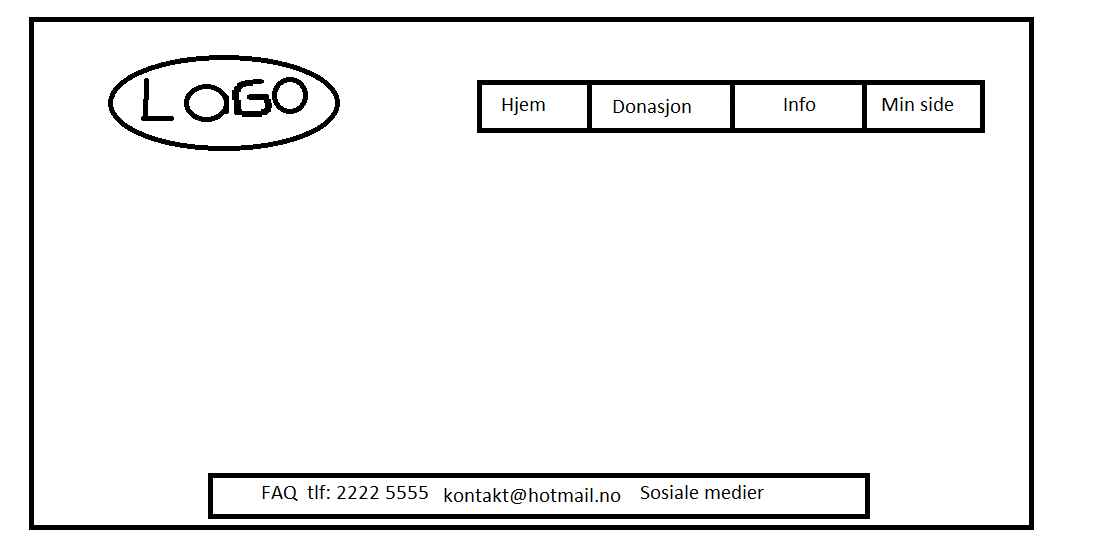 LOGO
Hjem Donasjon Info Min side
FAQ tlf: 2222 5555 kontakt@hotmail.no Sosiale medier